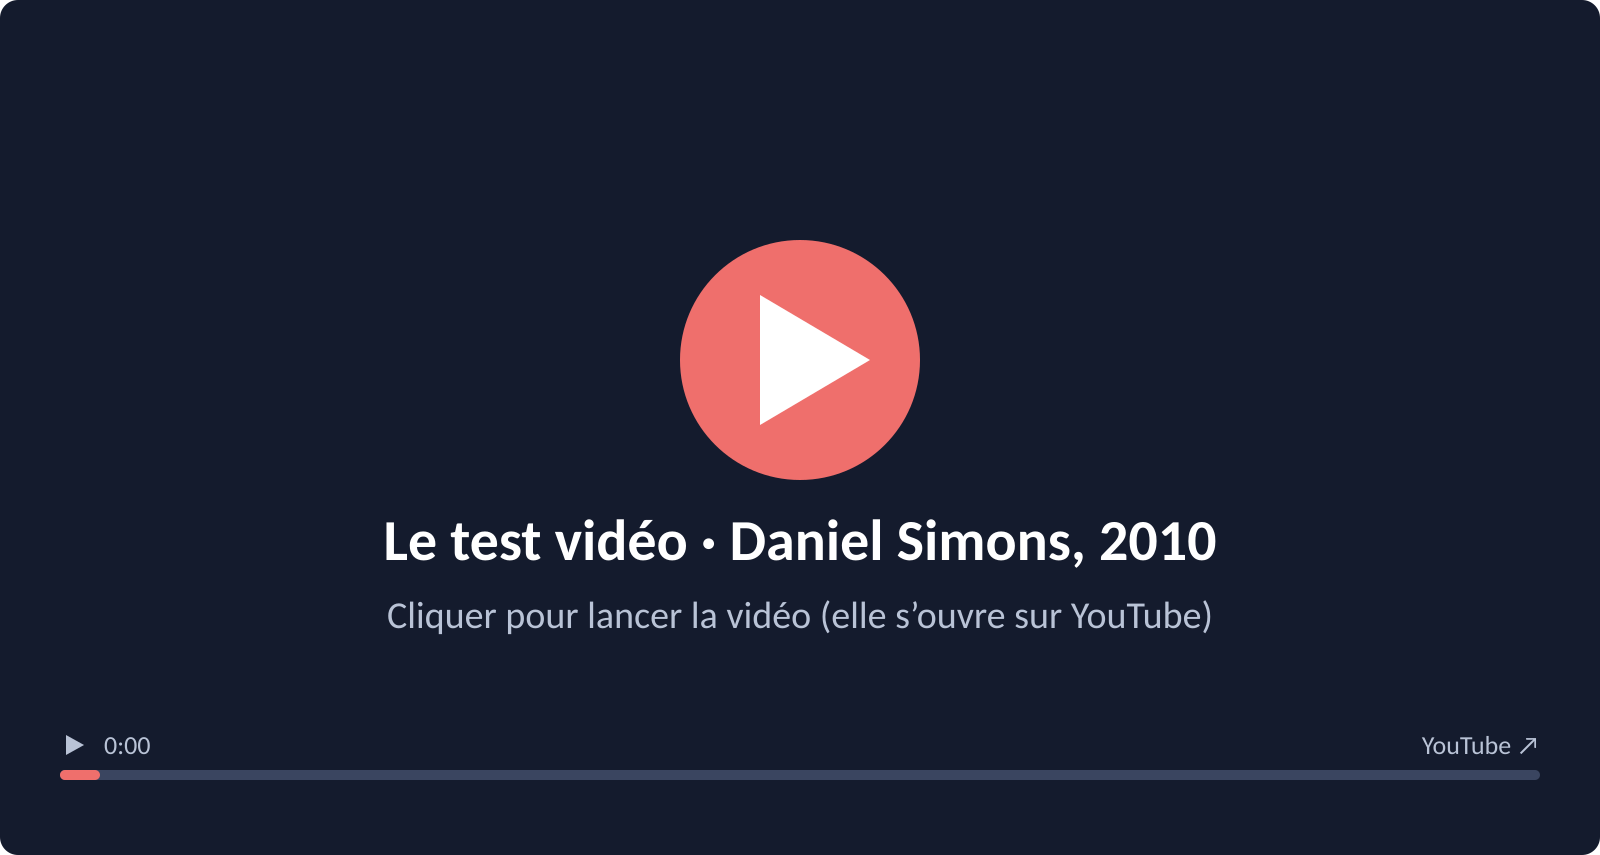 Le test vidéo · Daniel Simons, 2010
Cliquer pour lancer la vidéo (elle s’ouvre sur YouTube)
0:00
YouTube ↗